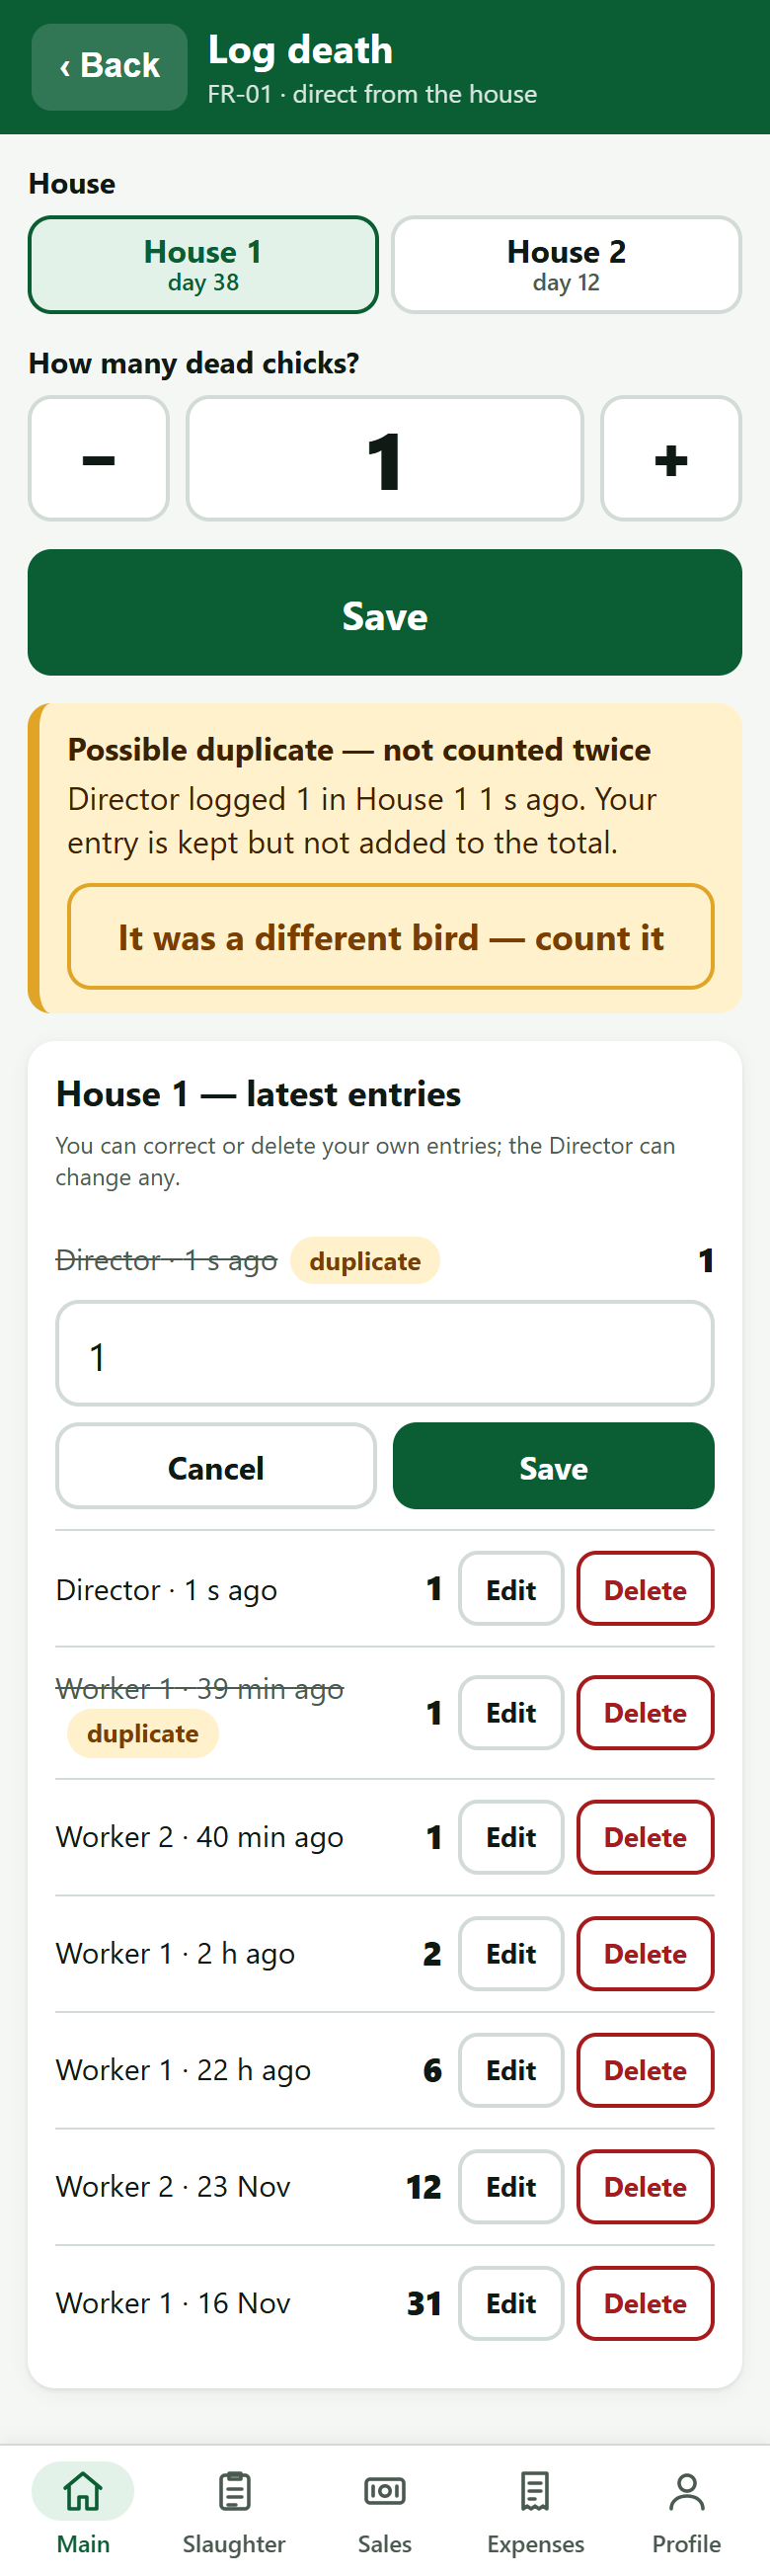 ‹ Back
Log death
FR-01 · direct from the house
House
House 1
day 38
House 2
day 12
How many dead chicks?
− 1 +
Save
Possible duplicate — not counted twice
Director logged 1 in House 1 1 s ago. Your
entry is kept but not added to the total.
It was a different bird — count it
House 1 — latest entries
You can correct or delete your own entries; the Director can
change any.
Director · 1 s ago duplicate 1
1
Cancel Save
Director · 1 s ago 1 Edit Delete
Worker 1 · 39 min ago
duplicate 1 Edit Delete
Worker 2 · 40 min ago 1 Edit Delete
Worker 1 · 2 h ago 2 Edit Delete
Worker 1 · 22 h ago 6 Edit Delete
Worker 2 · 23 Nov 12 Edit Delete
Worker 1 · 16 Nov 31 Edit Delete
Main Slaughter Sales Expenses Profile